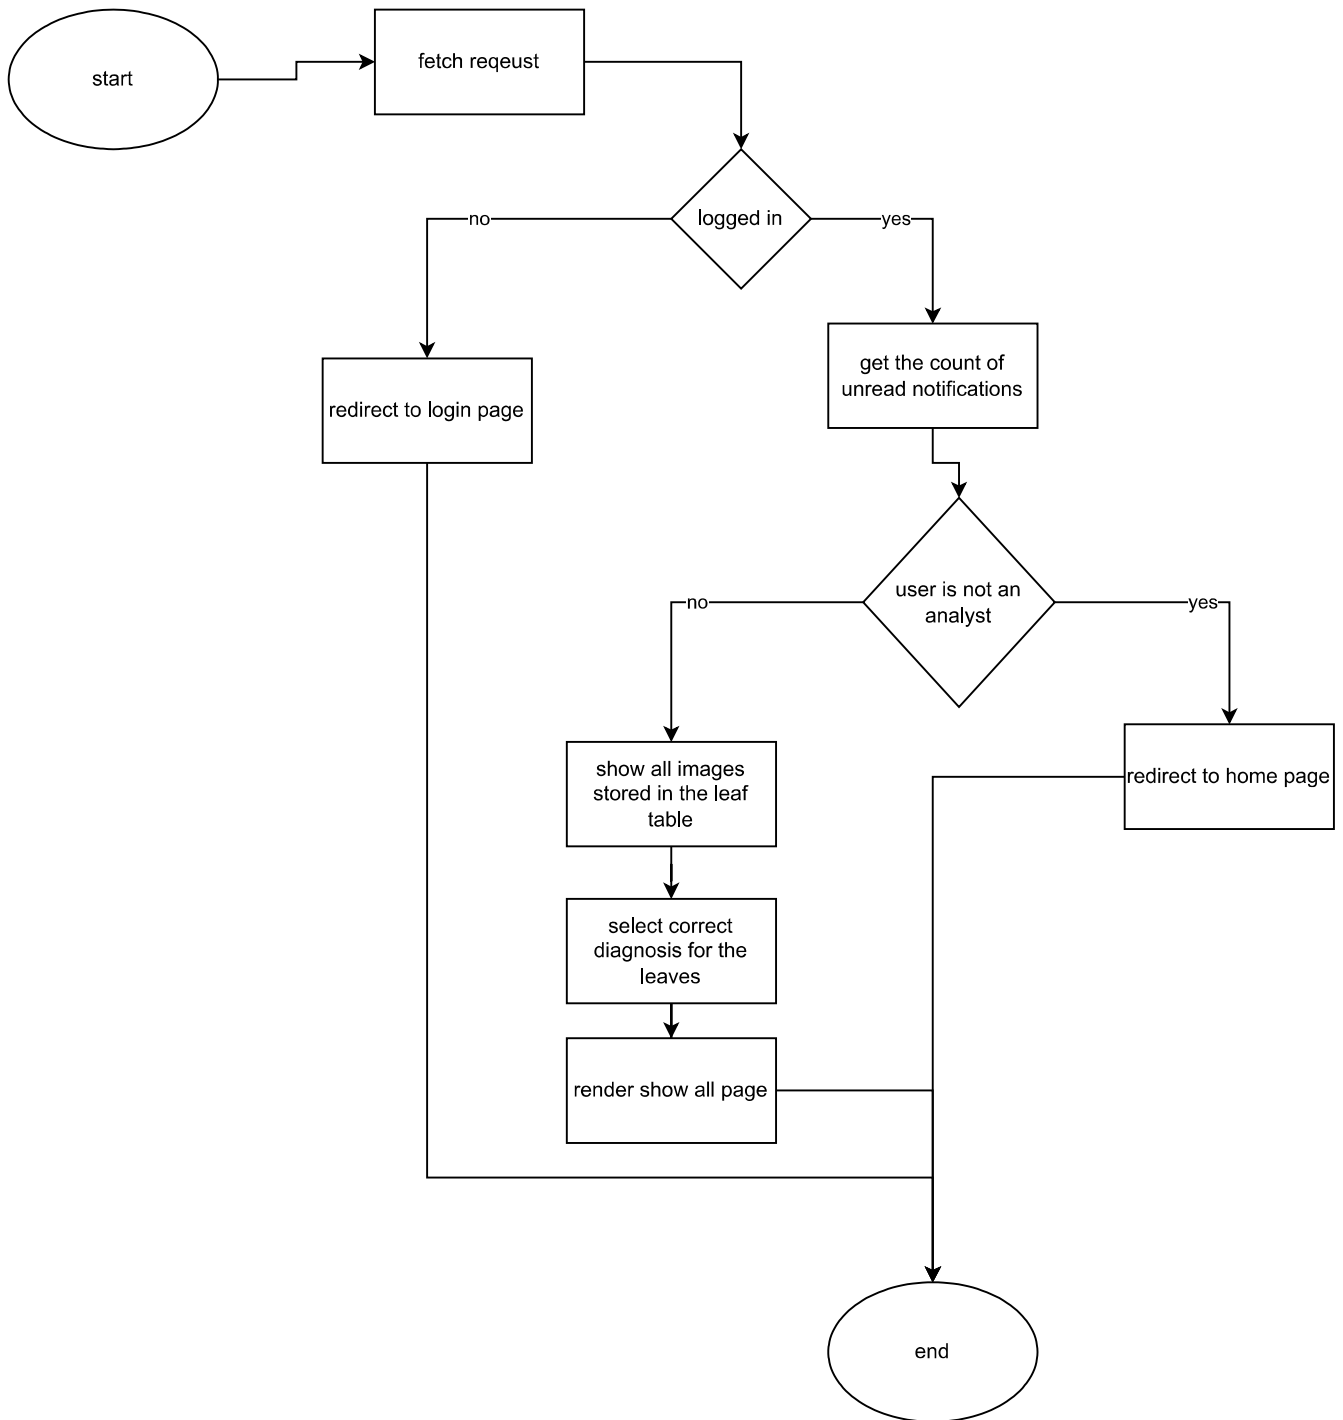 start
fetch reqeust
logged in
no
yes
get the count of
unread notifications
redirect to login page
user is not an
analyst
no
yes
show all images
stored in the leaf
table
redirect to home page
select correct
diagnosis for the
leaves
render show all page
end